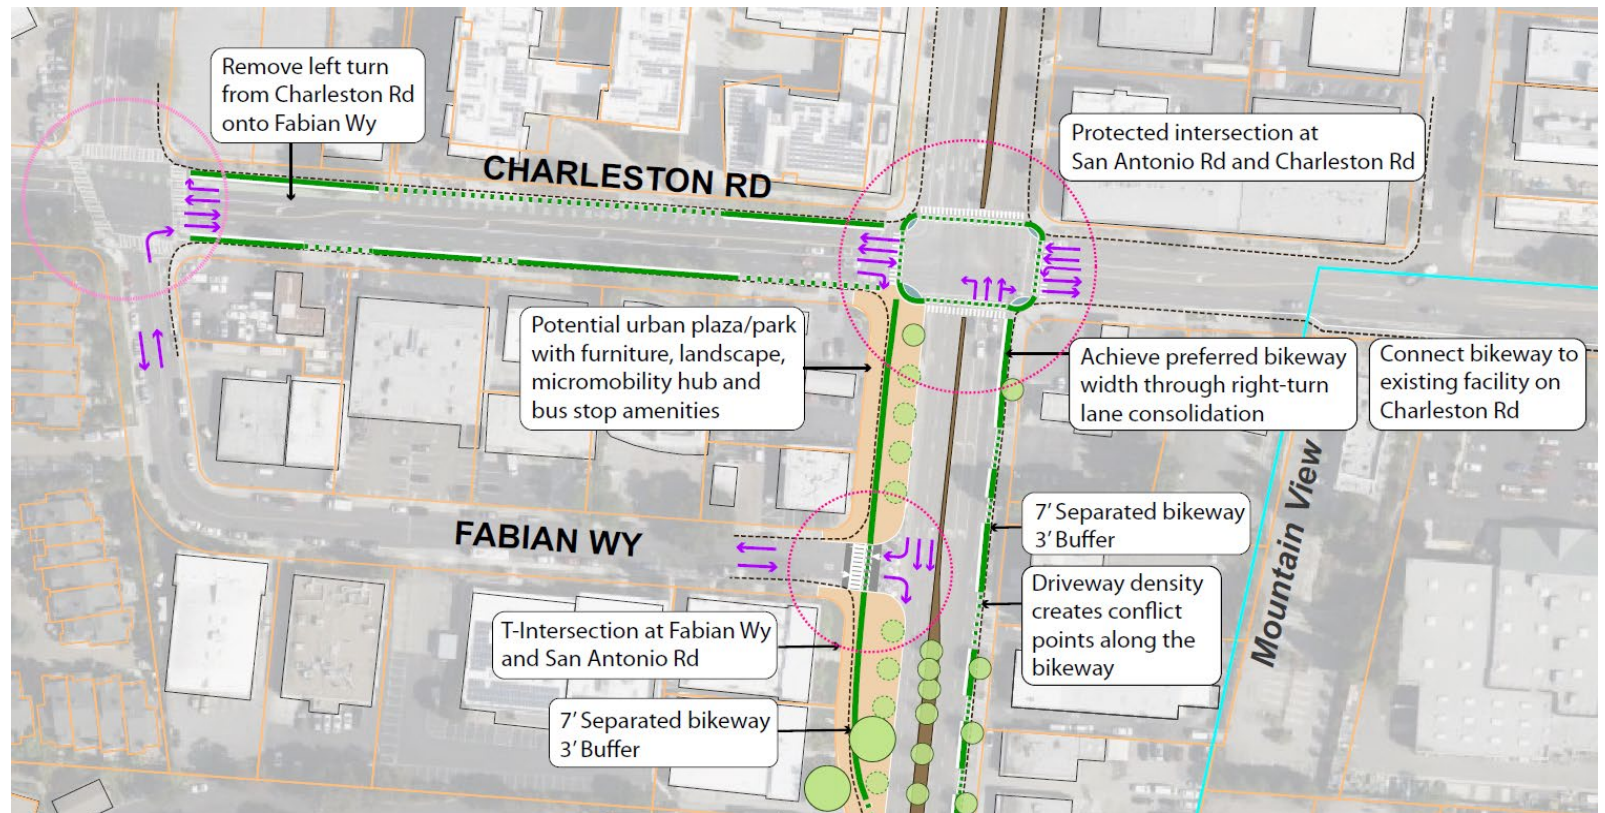 Remove left turn
from Charleston Rd
onto Fabian Wy
CHARLESTON RD
Protected intersection at
San Antonio Rd and Charleston Rd
Potential urban plaza/park
with furniture, landscape,
micromobility hub and
bus stop amenities
Achieve preferred bikeway
width through right-turn
lane consolidation
Connect bikeway to
existing facility on
Charleston Rd
Mountain View
FABIAN WY
7' Separated bikeway
3' Buffer
Driveway density
creates conflict
points along the
bikeway
T-Intersection at Fabian Wy
and San Antonio Rd
7' Separated bikeway
3' Buffer